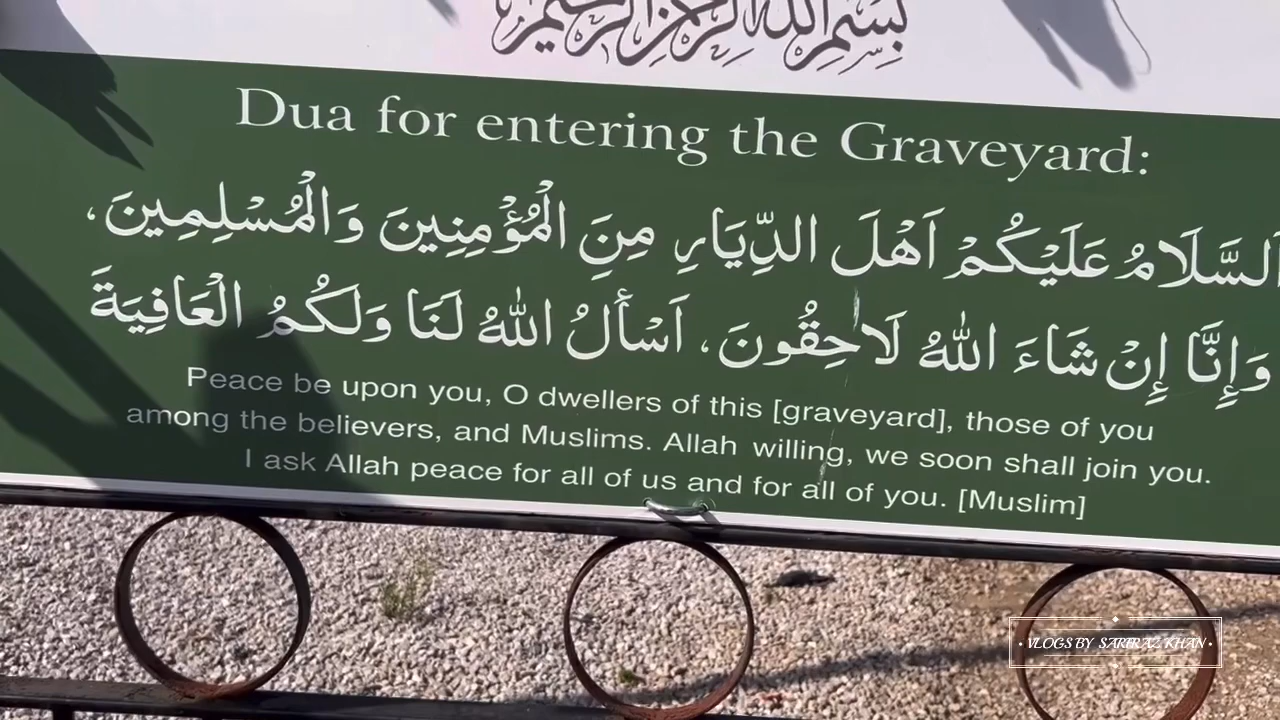 بِسْمِ اللهِ الرَّحْمٰنِ الرَّحِيْمِ
Dua for entering the Graveyard:
اَلسَّلَامُ عَلَيْكُمْ اَهْلَ الدِّيَارِ مِنَ الْمُؤْمِنِينَ وَالْمُسْلِمِينَ،
وَإِنَّا إِنْ شَاءَ اللهُ لَاحِقُونَ، اَسْأَلُ اللهُ لَنَا وَلَكُمُ الْعَافِيَةَ
Peace be upon you, O dwellers of this [graveyard], those of you
among the believers, and Muslims. Allah willing, we soon shall join you.
I ask Allah peace for all of us and for all of you. [Muslim]
VLOGS BY
KHAN